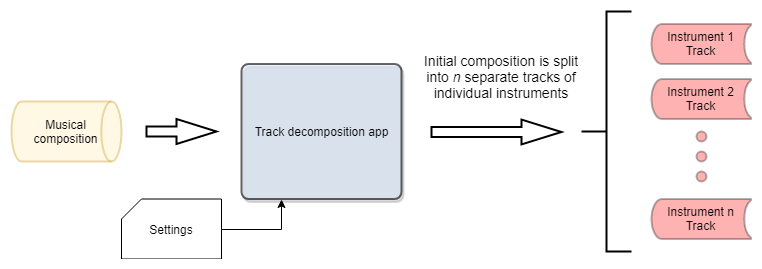 Musical
composition
Track decomposition app
Settings
Initial composition is split
into n separate tracks of
individual instruments
Instrument 1
Track
Instrument 2
Track
Instrument n
Track